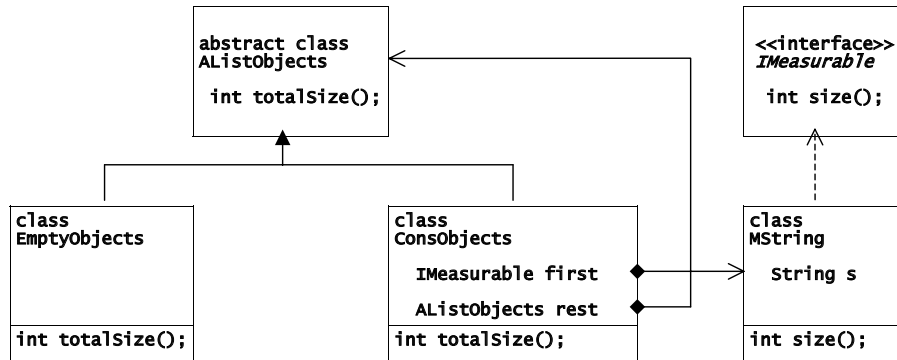 abstract class
AListObjects
int totalSize();
<<interface>>
IMeasurable
int size();
class
EmptyObjects
int totalSize();
class
ConsObjects
IMeasurable first
AListObjects rest
int totalSize();
class
MString
String s
int size();